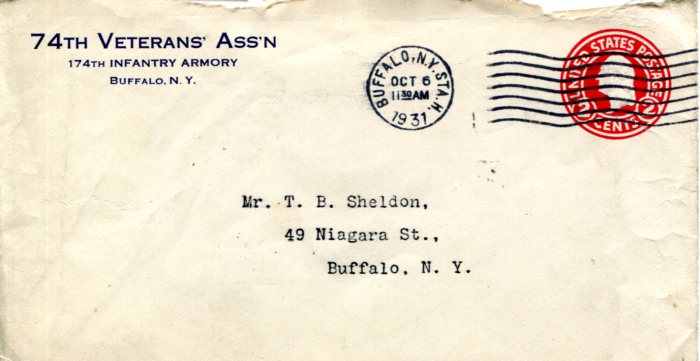 74TH VETERANS' ASS'N
174TH INFANTRY ARMORY
BUFFALO, N. Y.
BUFFALO, N.Y. STA. H.
OCT 6
11 30 AM
1931
UNITED STATES POSTAGE
2 CENTS 2
Mr. T. B. Sheldon,
49 Niagara St.,
Buffalo, N. Y.